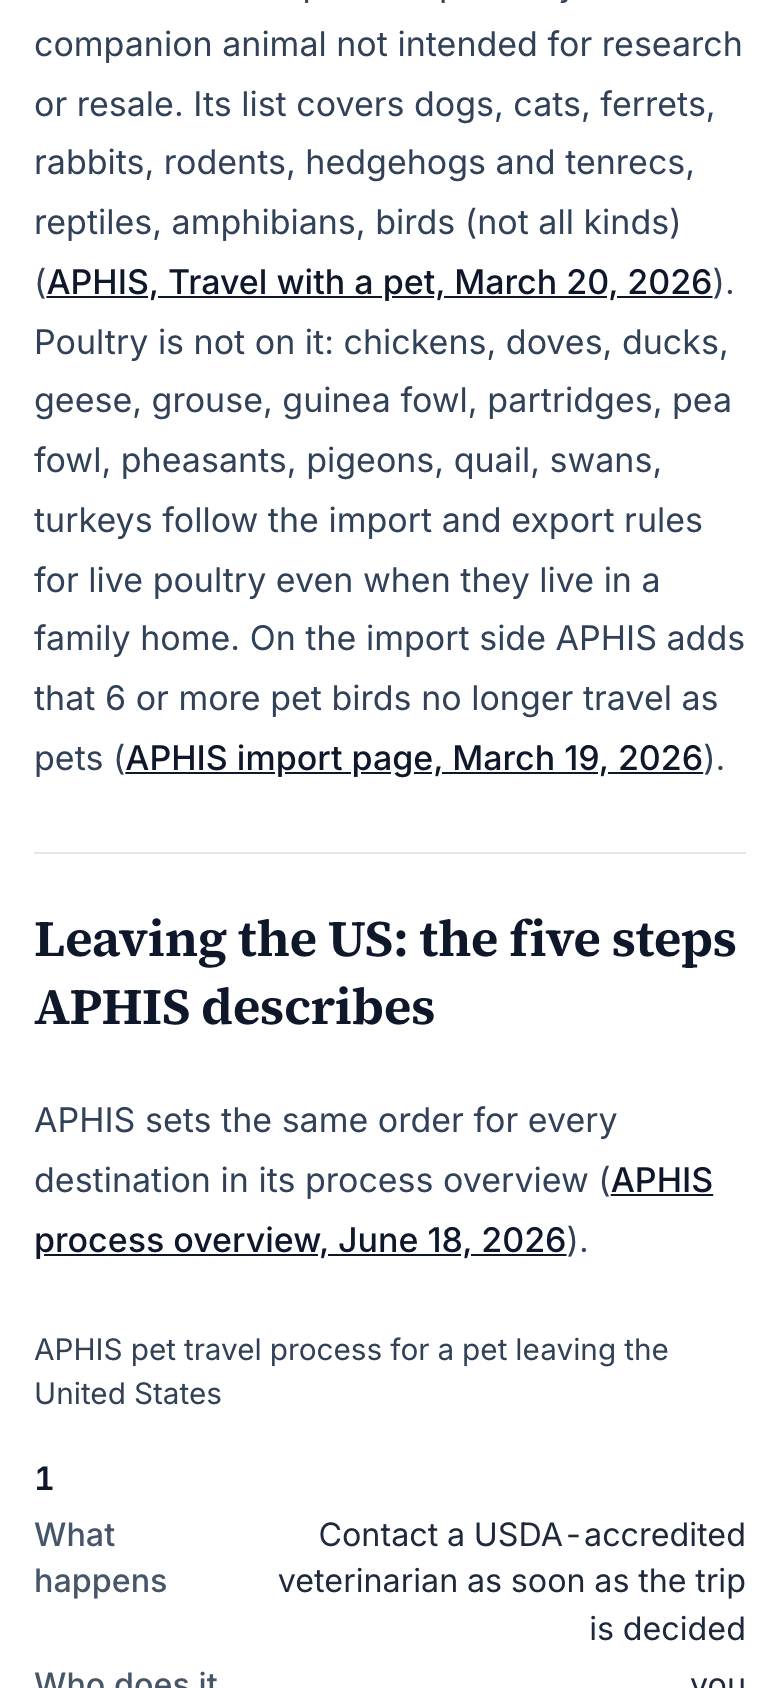 companion animal not intended for research
or resale. Its list covers dogs, cats, ferrets,
rabbits, rodents, hedgehogs and tenrecs,
reptiles, amphibians, birds (not all kinds)
(APHIS, Travel with a pet, March 20, 2026).
Poultry is not on it: chickens, doves, ducks,
geese, grouse, guinea fowl, partridges, pea
fowl, pheasants, pigeons, quail, swans,
turkeys follow the import and export rules
for live poultry even when they live in a
family home. On the import side APHIS adds
that 6 or more pet birds no longer travel as
pets (APHIS import page, March 19, 2026).
Leaving the US: the five steps
APHIS describes
APHIS sets the same order for every
destination in its process overview (APHIS
process overview, June 18, 2026).
APHIS pet travel process for a pet leaving the
United States
1
What happens
Contact a USDA-accredited
veterinarian as soon as the trip
is decided
Who does it
you